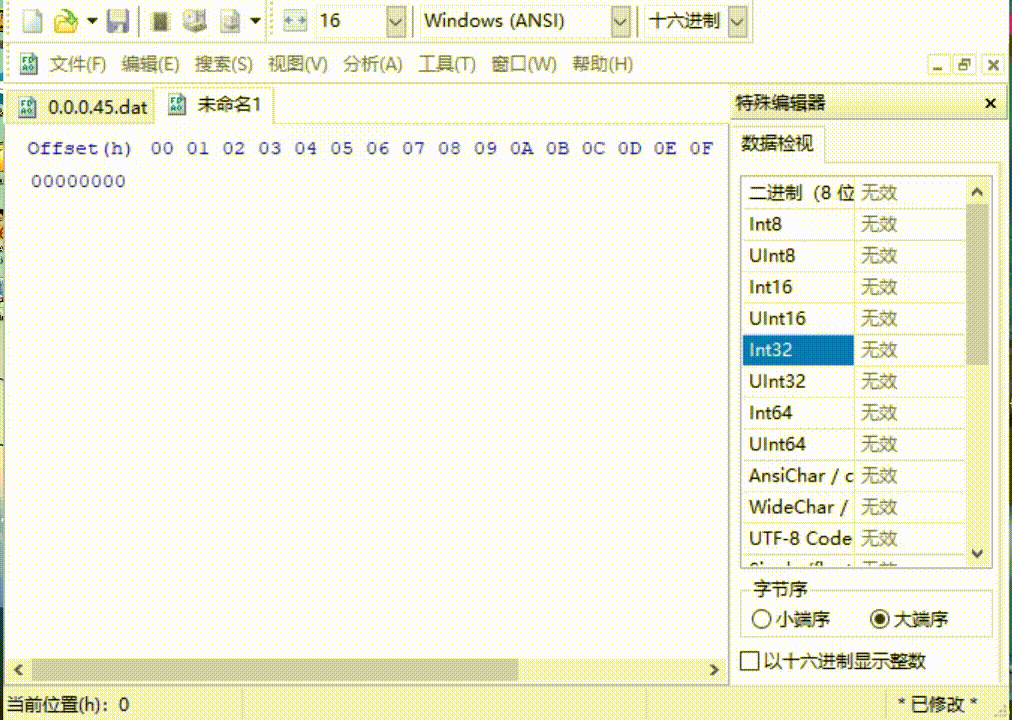 16 Windows (ANSI) 十六进制
文件(F) 编辑(E) 搜索(S) 视图(V) 分析(A) 工具(T) 窗口(W) 帮助(H)
0.0.0.45.dat 未命名1
Offset(h) 00 01 02 03 04 05 06 07 08 09 0A 0B 0C 0D 0E 0F
00000000
特殊编辑器
数据检视
二进制（8 位 无效
Int8 无效
UInt8 无效
Int16 无效
UInt16 无效
Int32 无效
UInt32 无效
Int64 无效
UInt64 无效
AnsiChar / c 无效
WideChar / 无效
UTF-8 Code 无效
字节序
小端序 大端序
以十六进制显示整数
当前位置(h)：0 * 已修改 *